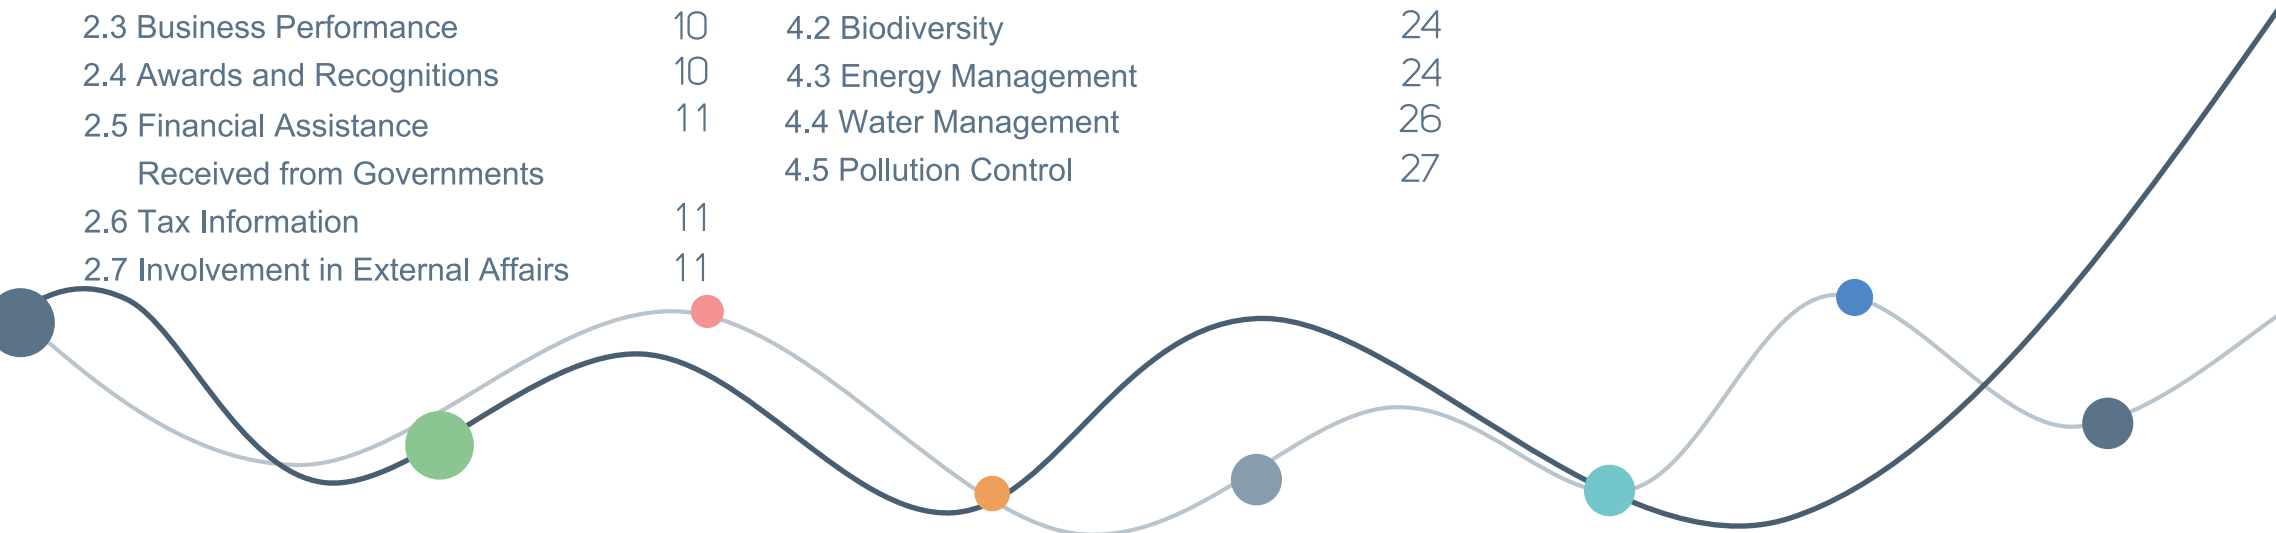 2.3 Business Performance 10
2.4 Awards and Recognitions 10
2.5 Financial Assistance 11
Received from Governments
2.6 Tax Information 11
2.7 Involvement in External Affairs 11
4.2 Biodiversity 24
4.3 Energy Management 24
4.4 Water Management 26
4.5 Pollution Control 27